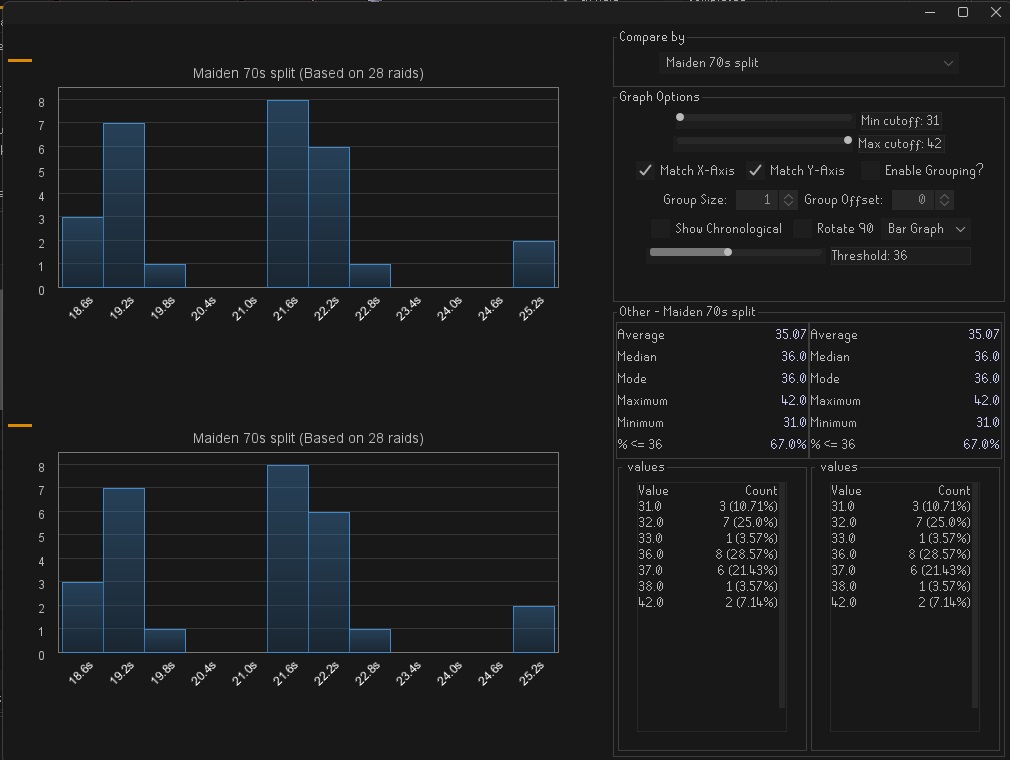 Maiden 70s split (Based on 28 raids)
8
7
6
5
4
3
2
1
0
18.6s 19.2s 19.8s 20.4s 21.0s 21.6s 22.2s 22.8s 23.4s 24.0s 24.6s 25.2s
Maiden 70s split (Based on 28 raids)
8
7
6
5
4
3
2
1
0
18.6s 19.2s 19.8s 20.4s 21.0s 21.6s 22.2s 22.8s 23.4s 24.0s 24.6s 25.2s
Compare by
Maiden 70s split
Graph Options
Min cutoff: 31
Max cutoff: 42
Match X-Axis Match Y-Axis Enable Grouping?
Group Size: 1 Group Offset: 0
Show Chronological Rotate 90 Bar Graph
Threshold: 36
Other - Maiden 70s split
Average 35.07 Average 35.07
Median 36.0 Median 36.0
Mode 36.0 Mode 36.0
Maximum 42.0 Maximum 42.0
Minimum 31.0 Minimum 31.0
% <= 36 67.0% % <= 36 67.0%
values values
Value Count Value Count
31.0 3 (10.71%) 31.0 3 (10.71%)
32.0 7 (25.0%) 32.0 7 (25.0%)
33.0 1 (3.57%) 33.0 1 (3.57%)
36.0 8 (28.57%) 36.0 8 (28.57%)
37.0 6 (21.43%) 37.0 6 (21.43%)
38.0 1 (3.57%) 38.0 1 (3.57%)
42.0 2 (7.14%) 42.0 2 (7.14%)